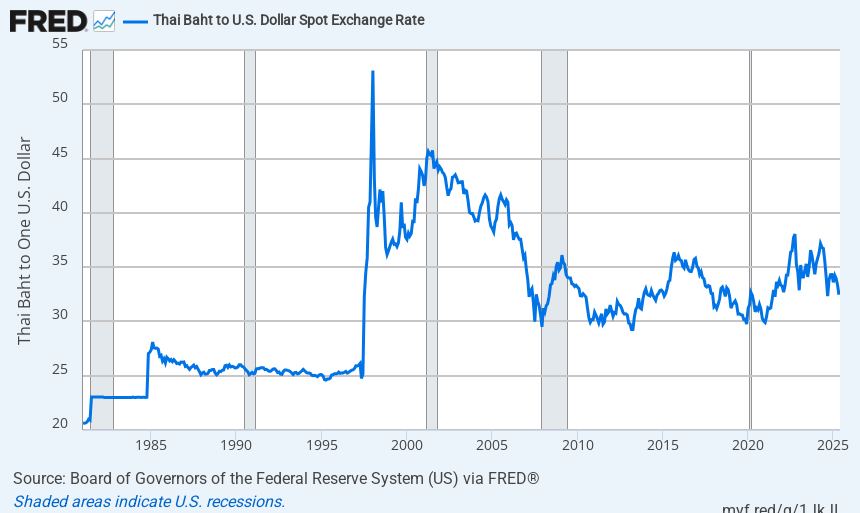 FRED® Thai Baht to U.S. Dollar Spot Exchange Rate
55
50
45
40
35
30
25
20
Thai Baht to One U.S. Dollar
1985 1990 1995 2000 2005 2010 2015 2020 2025
Source: Board of Governors of the Federal Reserve System (US) via FRED®
Shaded areas indicate U.S. recessions.